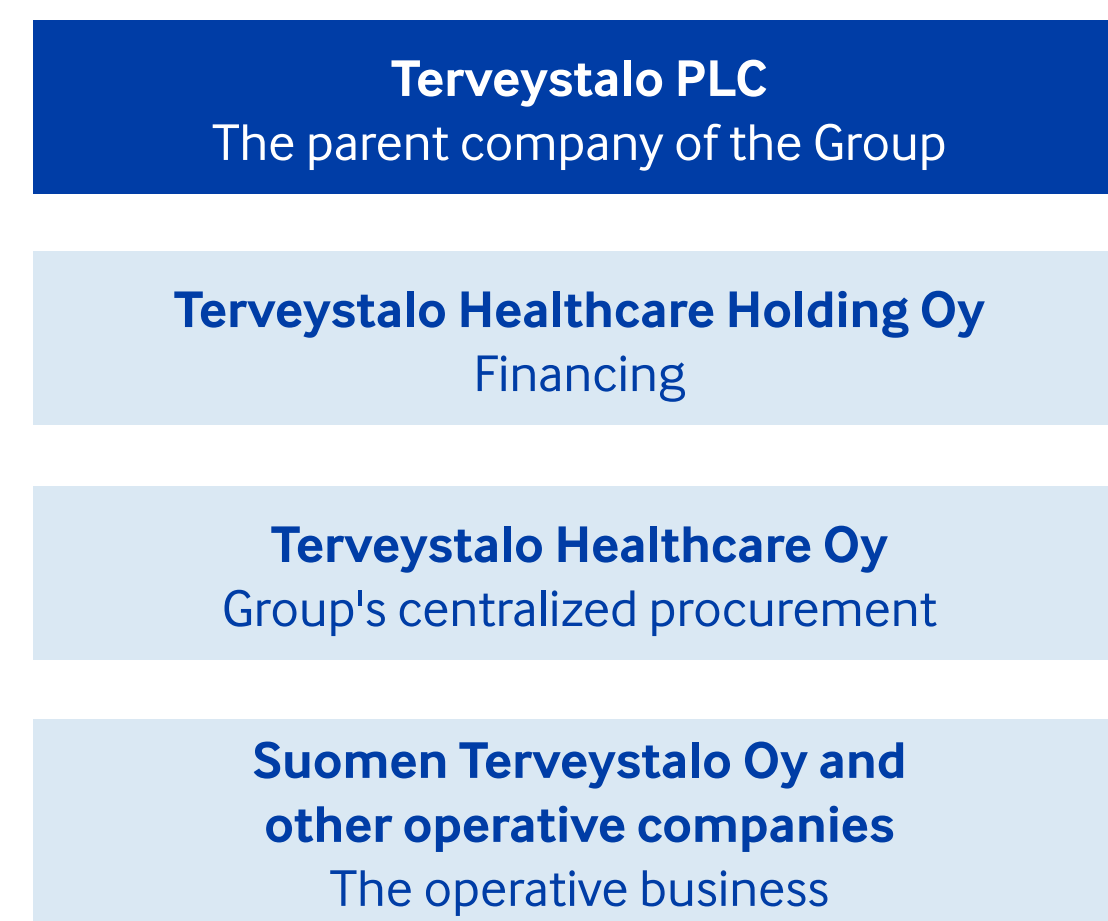 Terveystalo PLC
The parent company of the Group
Terveystalo Healthcare Holding Oy
Financing
Terveystalo Healthcare Oy
Group's centralized procurement
Suomen Terveystalo Oy and
other operative companies
The operative business